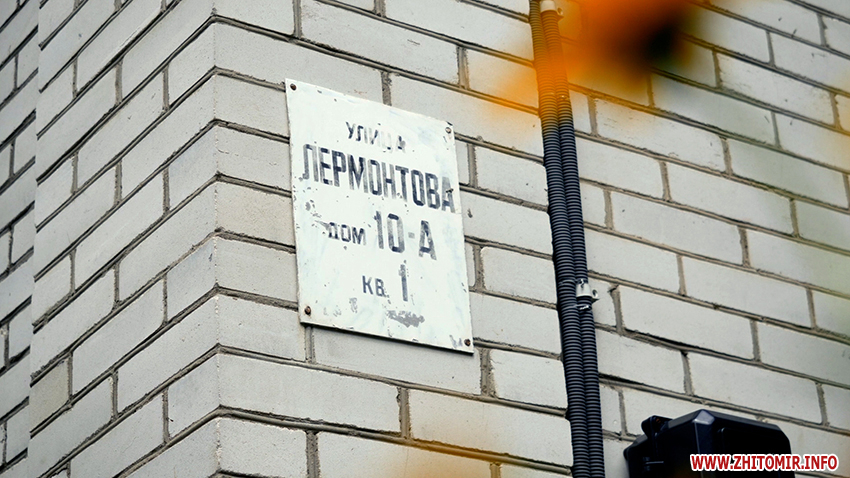 УЛИЦА
ЛЕРМОНТОВА
ДОМ 10-А
КВ. 1
WWW.ZHITOMIR.INFO